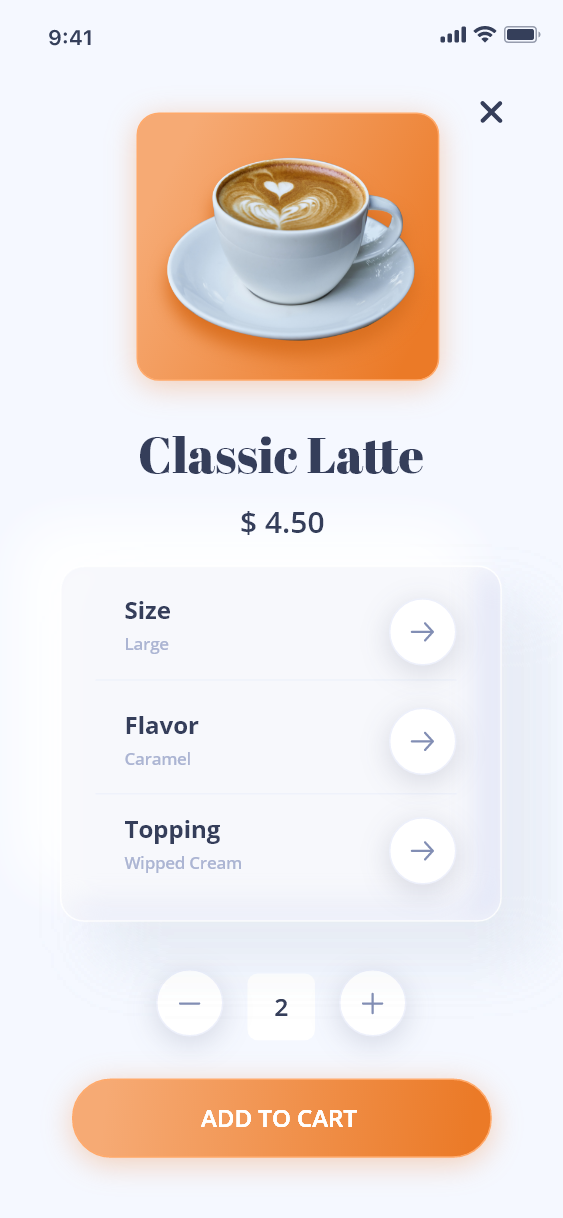 9:41
Classic Latte
$ 4.50
Size
Large
Flavor
Caramel
Topping
Wipped Cream
2
ADD TO CART